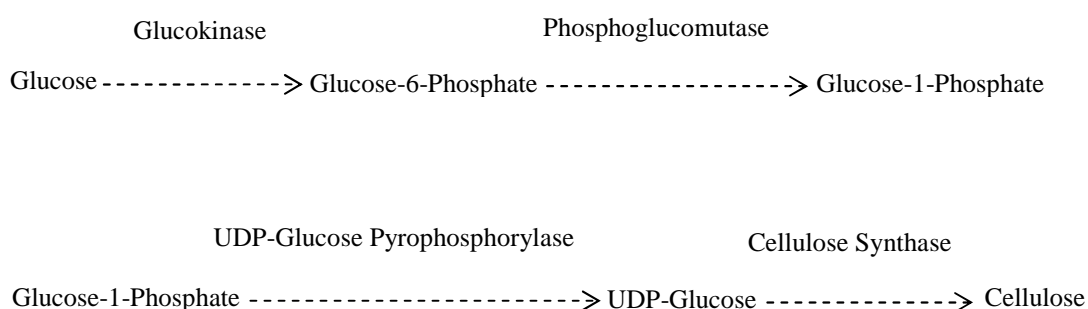 Glucokinase Phosphoglucomutase
Glucose Glucose-6-Phosphate Glucose-1-Phosphate
UDP-Glucose Pyrophosphorylase Cellulose Synthase
Glucose-1-Phosphate UDP-Glucose Cellulose